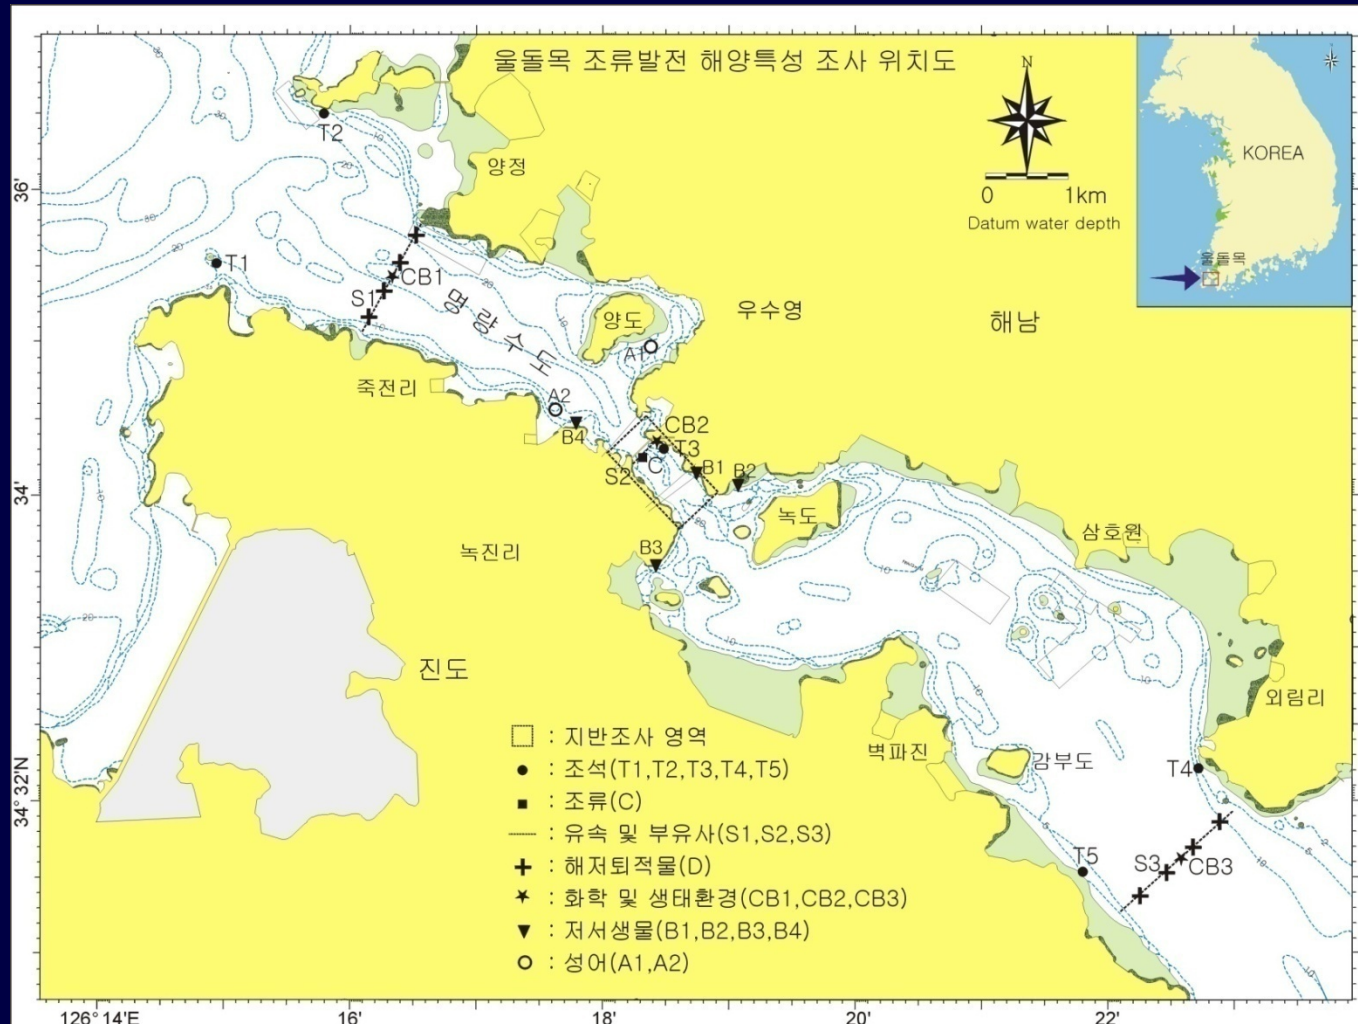 울돌목 조류발전 해양특성 조사 위치도
N
0 1km
Datum water depth
KOREA
울돌목
T2
양정
36'
T1
CB1
S1
명량수도
양도
A1
우수영
해남
죽전리
A2
B4
CB2
T3
C
S2
B1
B2
34'
녹도
녹진리
B3
삼호원
진도
외림리
벽파진
감부도
T4
34° 32'N
T5
S3
CB3
: 지반조사 영역
: 조석(T1,T2,T3,T4,T5)
: 조류(C)
: 유속 및 부유사(S1,S2,S3)
: 해저퇴적물(D)
: 화학 및 생태환경(CB1,CB2,CB3)
: 저서생물(B1,B2,B3,B4)
: 성어(A1,A2)
126° 14'E 16' 18' 20' 22'